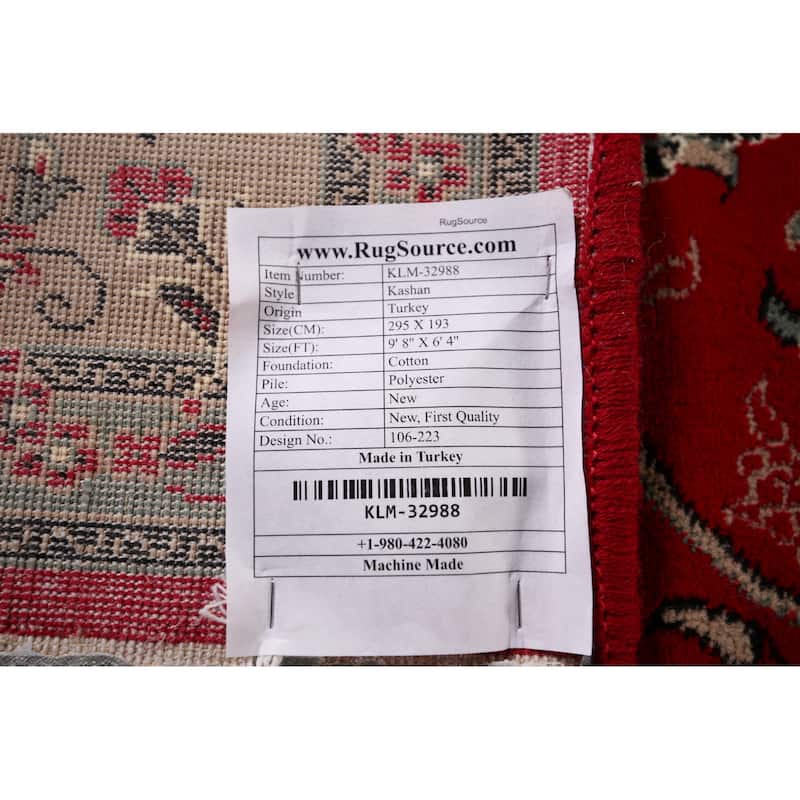 RugSource
www.RugSource.com
Item Number: KLM-32988
Style Kashan
Origin Turkey
Size(CM): 295 X 193
Size(FT): 9' 8" X 6' 4"
Foundation: Cotton
Pile: Polyester
Age: New
Condition: New, First Quality
Design No.: 106-223
Made in Turkey
KLM-32988
+1-980-422-4080
Machine Made